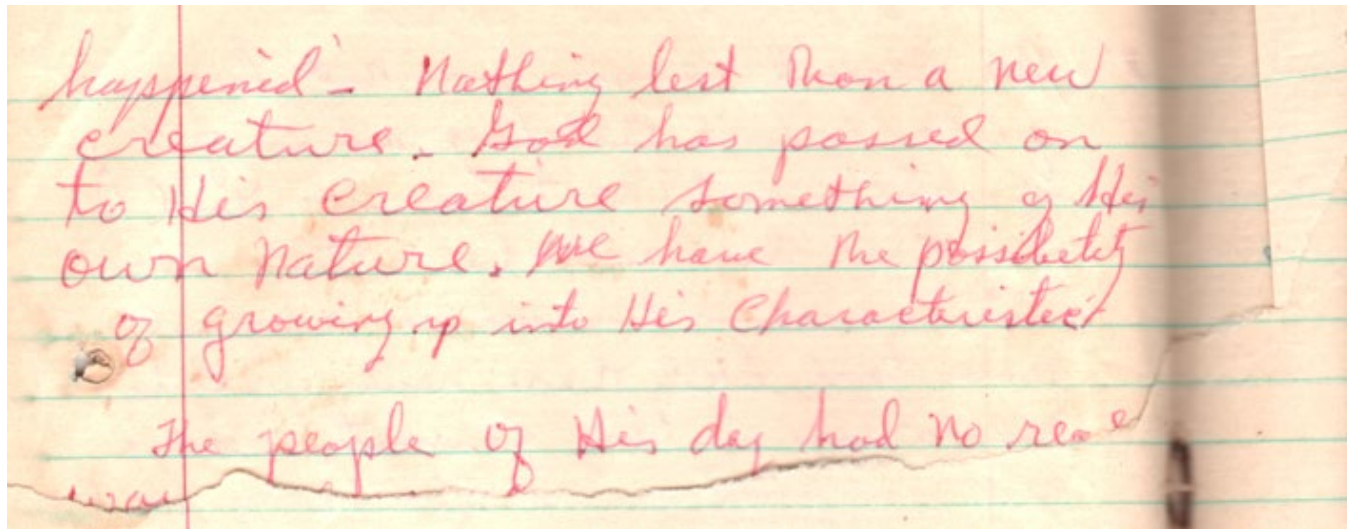 happened - Nothing lest than a new
creature. God has passed on
to His creature something of His
own nature. We have the possibility
of growing up into His Characteristics
The people of His day had no